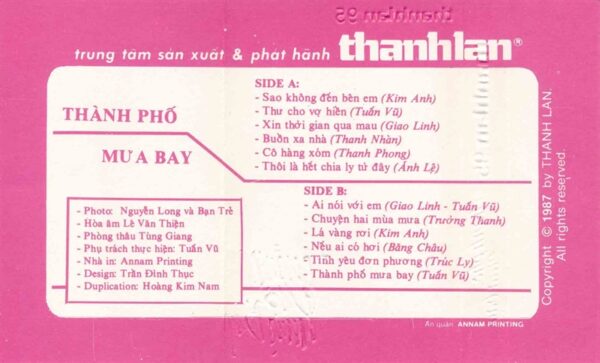 thanhlan 95
trung tâm sản xuất & phát hành thanhlan®
THÀNH PHỐ
MƯA BAY
SIDE A:
- Sao không đến bên em (Kim Anh)
- Thư cho vợ hiền (Tuấn Vũ)
- Xin thời gian qua mau (Giao Linh)
- Buồn xa nhà (Thanh Nhàn)
- Cô hàng xóm (Thanh Phong)
- Thôi là hết chia ly từ đây (Ánh Lệ)
SIDE B:
- Ai nói với em (Giao Linh - Tuấn Vũ)
- Chuyện hai mùa mưa (Trường Thanh)
- Lá vàng rơi (Kim Anh)
- Nếu ai có hỏi (Băng Châu)
- Tình yêu đơn phương (Trúc Ly)
- Thành phố mưa bay (Tuấn Vũ)
- Photo: Nguyễn Long và Bạn Trẻ
- Hòa âm Lê Văn Thiện
- Phòng thâu Tùng Giang
- Phụ trách thực hiện: Tuấn Vũ
- Nhà in: Annam Printing
- Design: Trần Đình Thục
- Duplication: Hoàng Kim Nam
Copyright © 1987 by THANH LAN.
All rights reserved.
Ấn quán ANNAM PRINTING